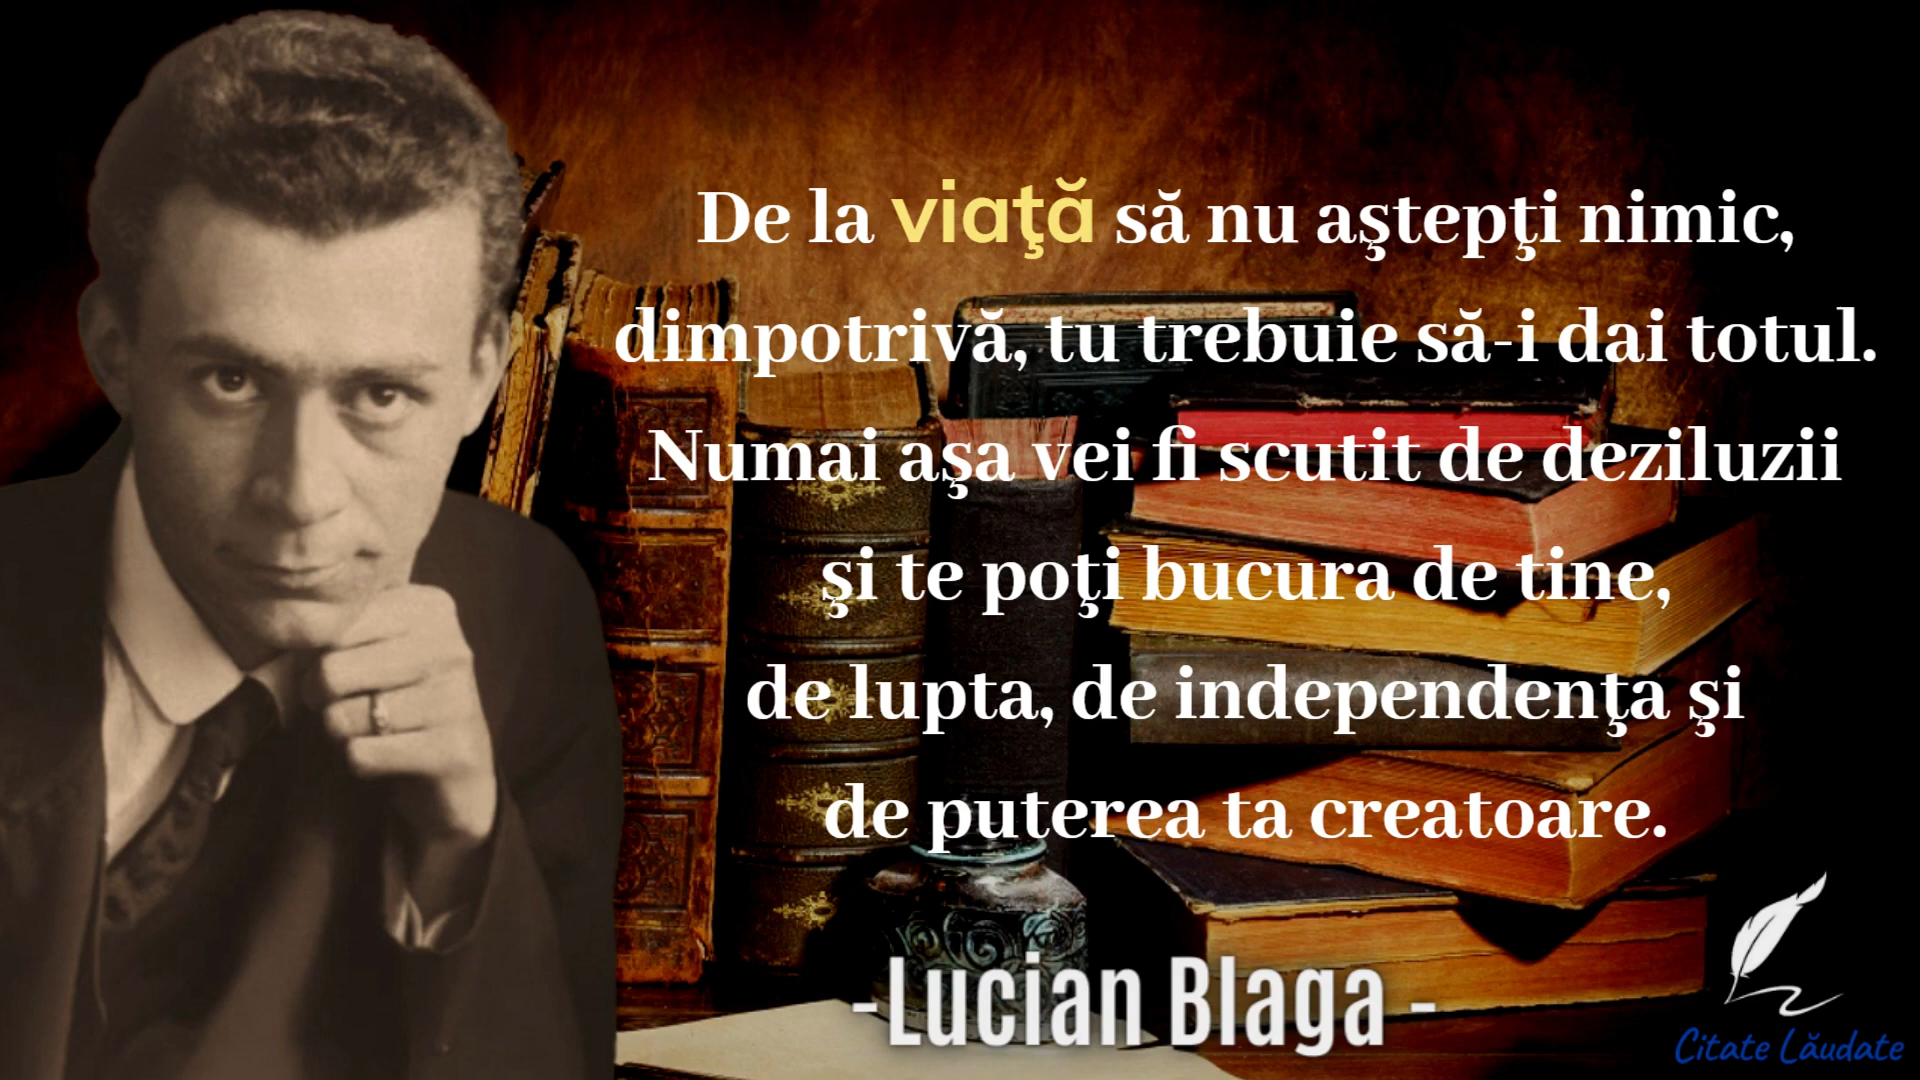 De la viaţă să nu aştepţi nimic,
dimpotrivă, tu trebuie să-i dai totul.
Numai aşa vei fi scutit de deziluzii
şi te poţi bucura de tine,
de lupta, de independenţa şi
de puterea ta creatoare.
-Lucian Blaga -
Citate Lăudate